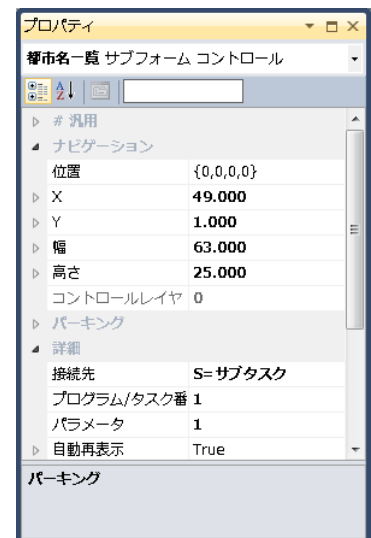 プロパティ
都市名一覧 サブフォーム コントロール
# 汎用
ナビゲーション
位置 {0,0,0,0}
X 49.000
Y 1.000
幅 63.000
高さ 25.000
コントロールレイヤ 0
パーキング
詳細
接続先 S=サブタスク
プログラム/タスク番 1
パラメータ 1
自動再表示 True
パーキング